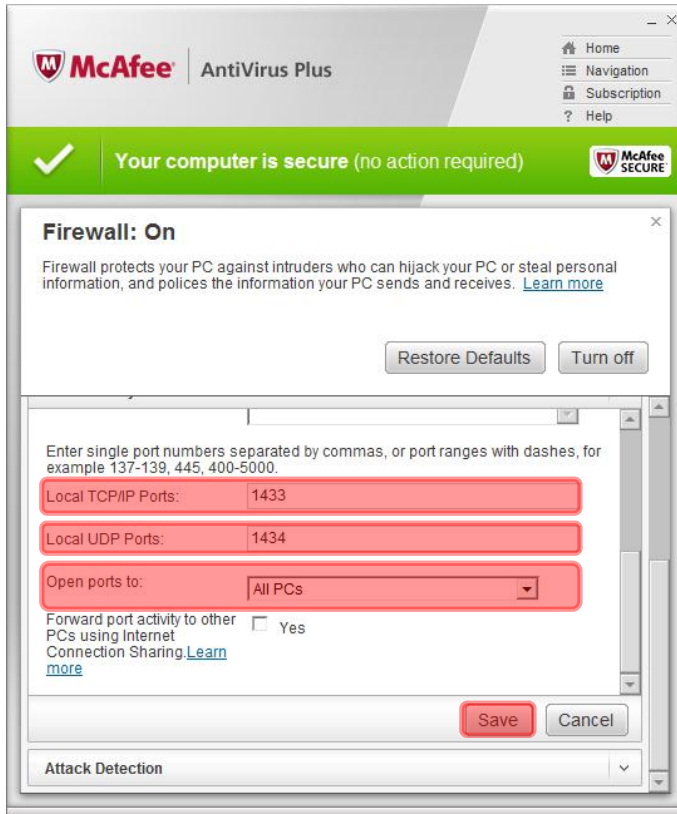 McAfee AntiVirus Plus
Home
Navigation
Subscription
? Help
Your computer is secure (no action required)
McAfee
SECURE
Firewall: On
Firewall protects your PC against intruders who can hijack your PC or steal personal
information, and polices the information your PC sends and receives. Learn more
Restore Defaults
Turn off
Enter single port numbers separated by commas, or port ranges with dashes, for
example 137-139, 445, 400-5000.
Local TCP/IP Ports: 1433
Local UDP Ports: 1434
Open ports to: All PCs
Forward port activity to other
PCs using Internet
Connection Sharing.Learn
more
Yes
Save
Cancel
Attack Detection